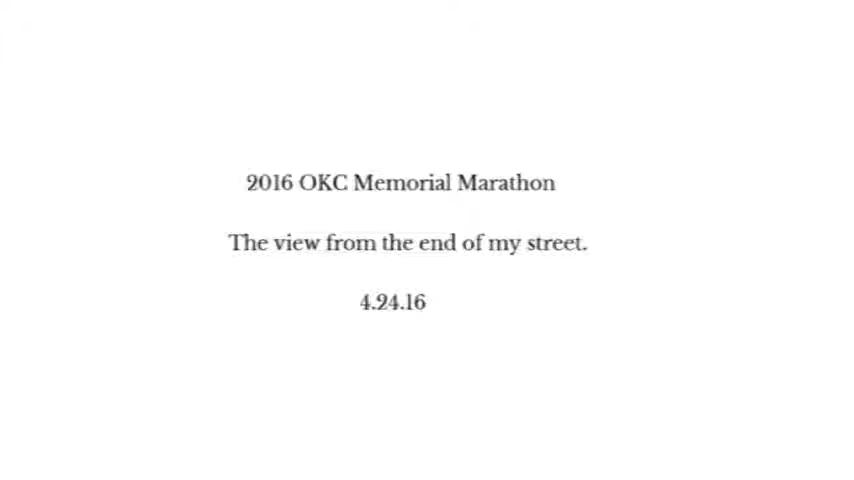 2016 OKC Memorial Marathon
The view from the end of my street.
4.24.16